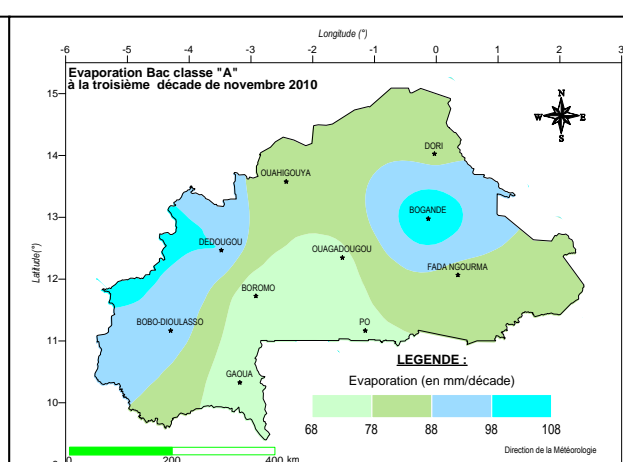 Longitude (°)
-6 -5 -4 -3 -2 -1 0 1 2 3
Evaporation Bac classe "A"
à la troisième décade de novembre 2010
N
W E
S
15
14
13
12
11
10
Latitude(°)
DORI
OUAHIGOUYA
BOGANDE
DEDOUGOU
OUAGADOUGOU
FADA NGOURMA
BOROMO
BOBO-DIOULASSO
PO
GAOUA
LEGENDE :
Evaporation (en mm/décade)
68 78 88 98 108
Direction de la Météorologie
0 200 400 km